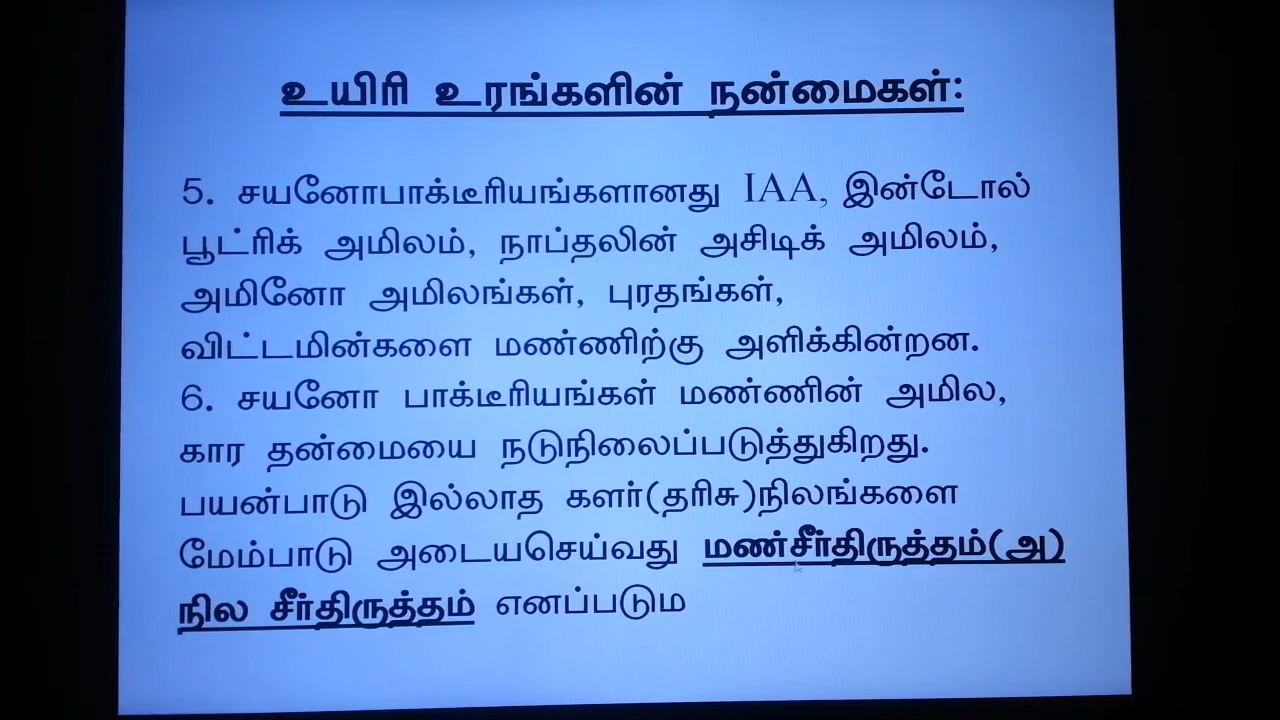 உயிரி உரங்களின் நன்மைகள்:
5. சயனோபாக்டீரியங்களானது IAA, இன்டோல்
பூட்ரிக் அமிலம், நாப்தலின் அசிடிக் அமிலம்,
அமினோ அமிலங்கள், புரதங்கள்,
விட்டமின்களை மண்ணிற்கு அளிக்கின்றன.
6. சயனோ பாக்டீரியங்கள் மண்ணின் அமில,
கார தன்மையை நடுநிலைப்படுத்துகிறது.
பயன்பாடு இல்லாத களர்(தரிசு)நிலங்களை
மேம்பாடு அடையசெய்வது மண்சீர்திருத்தம்(அ)
நில சீர்திருத்தம் எனப்படும